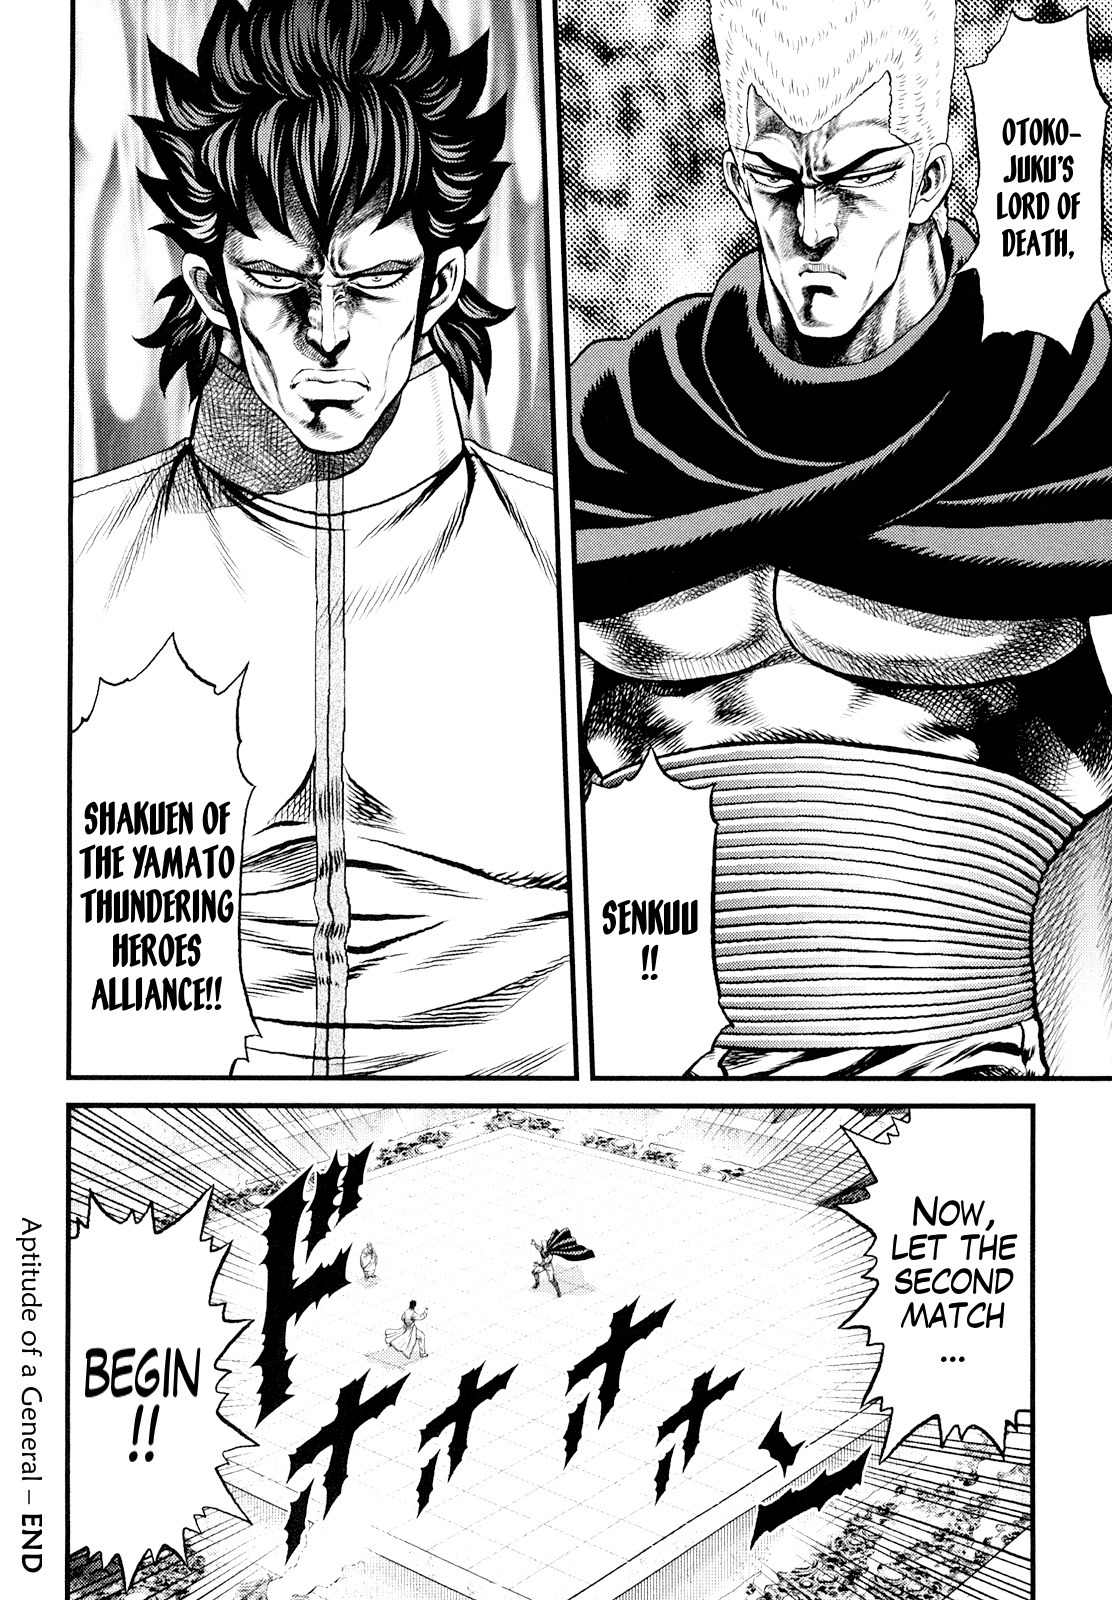 OTOKO-
JUKU'S
LORD OF
DEATH,
SENKUU
!!
SHAKUEN OF
THE YAMATO
THUNDERING
HEROES
ALLIANCE!!
NOW,
LET THE
SECOND
MATCH
...
ドォオオオン
BEGIN
!!
Aptitude of a General – END